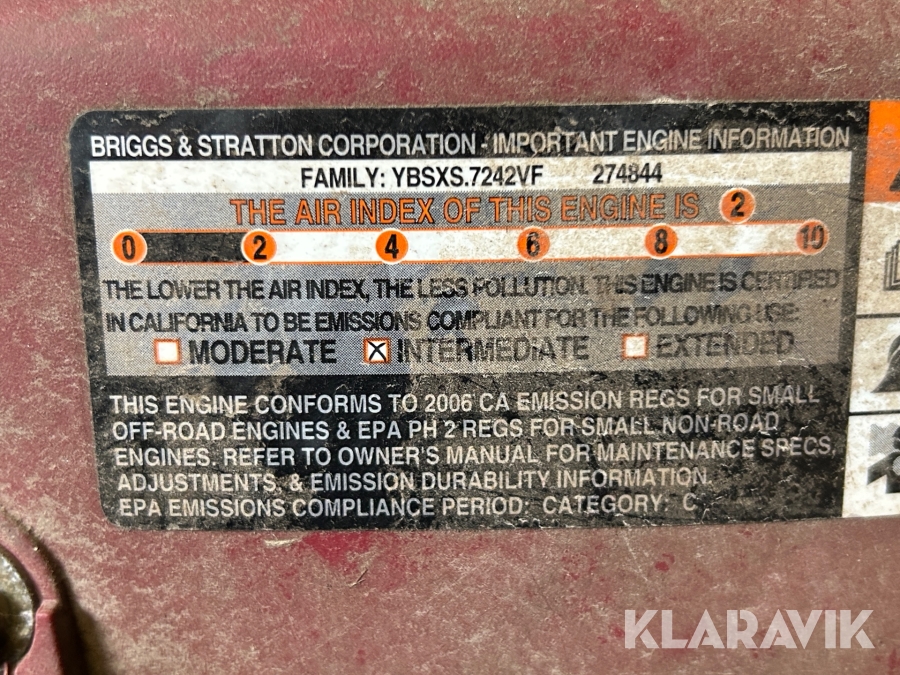 BRIGGS & STRATTON CORPORATION - IMPORTANT ENGINE INFORMATION
FAMILY: YBSXS.7242VF 274844
THE AIR INDEX OF THIS ENGINE IS 2
0 2 4 6 8 10
THE LOWER THE AIR INDEX, THE LESS POLLUTION. THIS ENGINE IS CERTIFIED
IN CALIFORNIA TO BE EMISSIONS COMPLIANT FOR THE FOLLOWING USE:
MODERATE INTERMEDIATE EXTENDED
THIS ENGINE CONFORMS TO 2006 CA EMISSION REGS FOR SMALL
OFF-ROAD ENGINES & EPA PH 2 REGS FOR SMALL NON-ROAD
ENGINES. REFER TO OWNER'S MANUAL FOR MAINTENANCE SPECS,
ADJUSTMENTS, & EMISSION DURABILITY INFORMATION.
EPA EMISSIONS COMPLIANCE PERIOD: CATEGORY: C
KLARAVIK